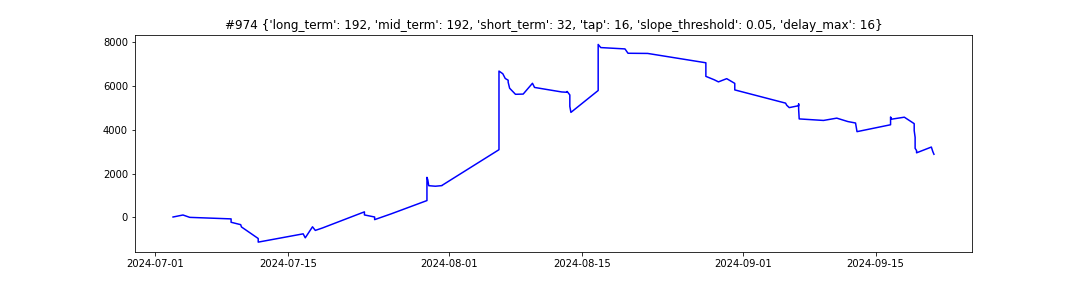 #974 {'long_term': 192, 'mid_term': 192, 'short_term': 32, 'tap': 16, 'slope_threshold': 0.05, 'delay_max': 16}
8000
6000
4000
2000
0
2024-07-01 2024-07-15 2024-08-01 2024-08-15 2024-09-01 2024-09-15